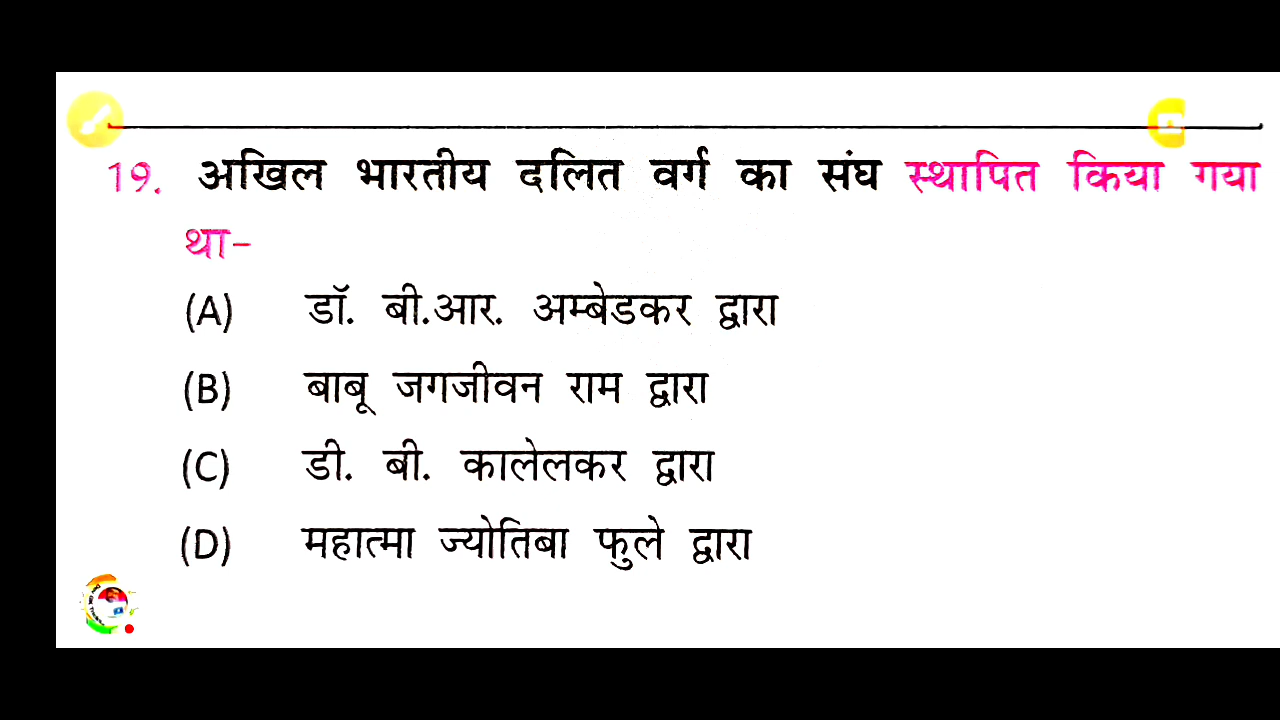 19. अखिल भारतीय दलित वर्ग का संघ स्थापित किया गया
था-
(A) डॉ. बी.आर. अम्बेडकर द्वारा
(B) बाबू जगजीवन राम द्वारा
(C) डी. बी. कालेलकर द्वारा
(D) महात्मा ज्योतिबा फुले द्वारा